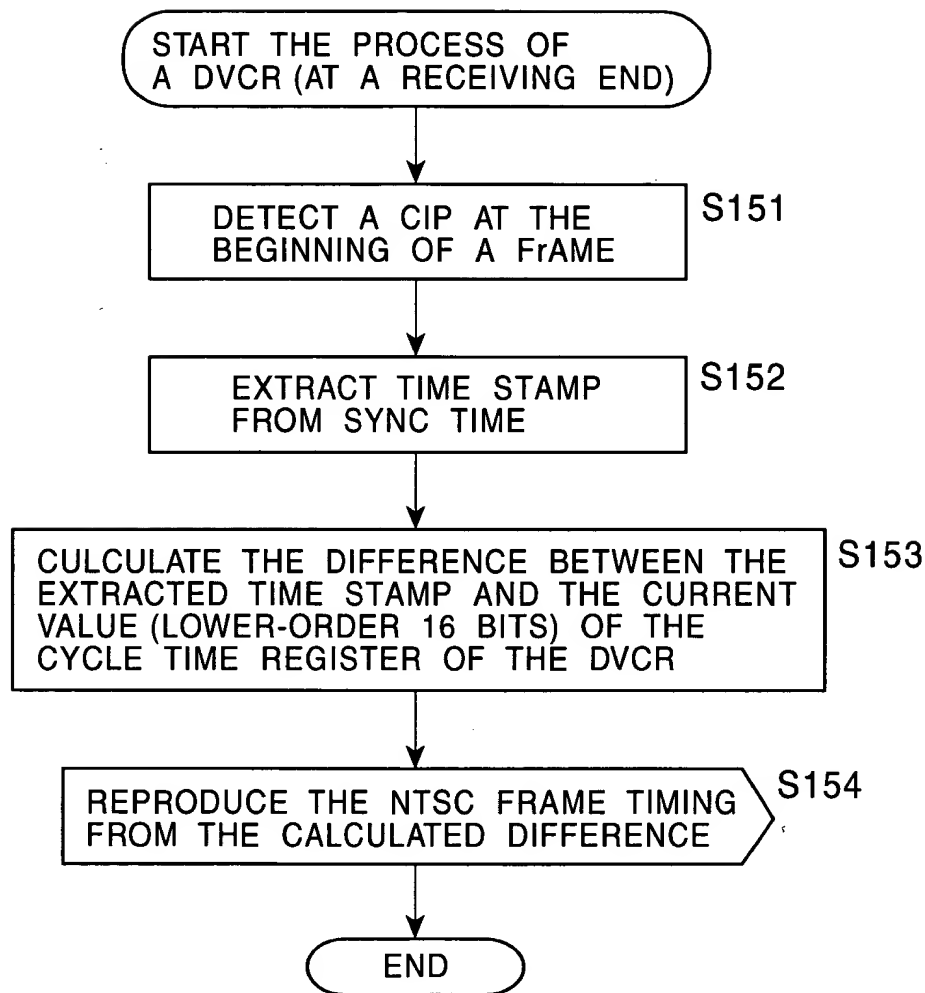 START THE PROCESS OF
A DVCR (AT A RECEIVING END)
DETECT A CIP AT THE
BEGINNING OF A FrAME
S151
EXTRACT TIME STAMP
FROM SYNC TIME
S152
CULCULATE THE DIFFERENCE BETWEEN THE
EXTRACTED TIME STAMP AND THE CURRENT
VALUE (LOWER-ORDER 16 BITS) OF THE
CYCLE TIME REGISTER OF THE DVCR
S153
REPRODUCE THE NTSC FRAME TIMING
FROM THE CALCULATED DIFFERENCE
S154
END